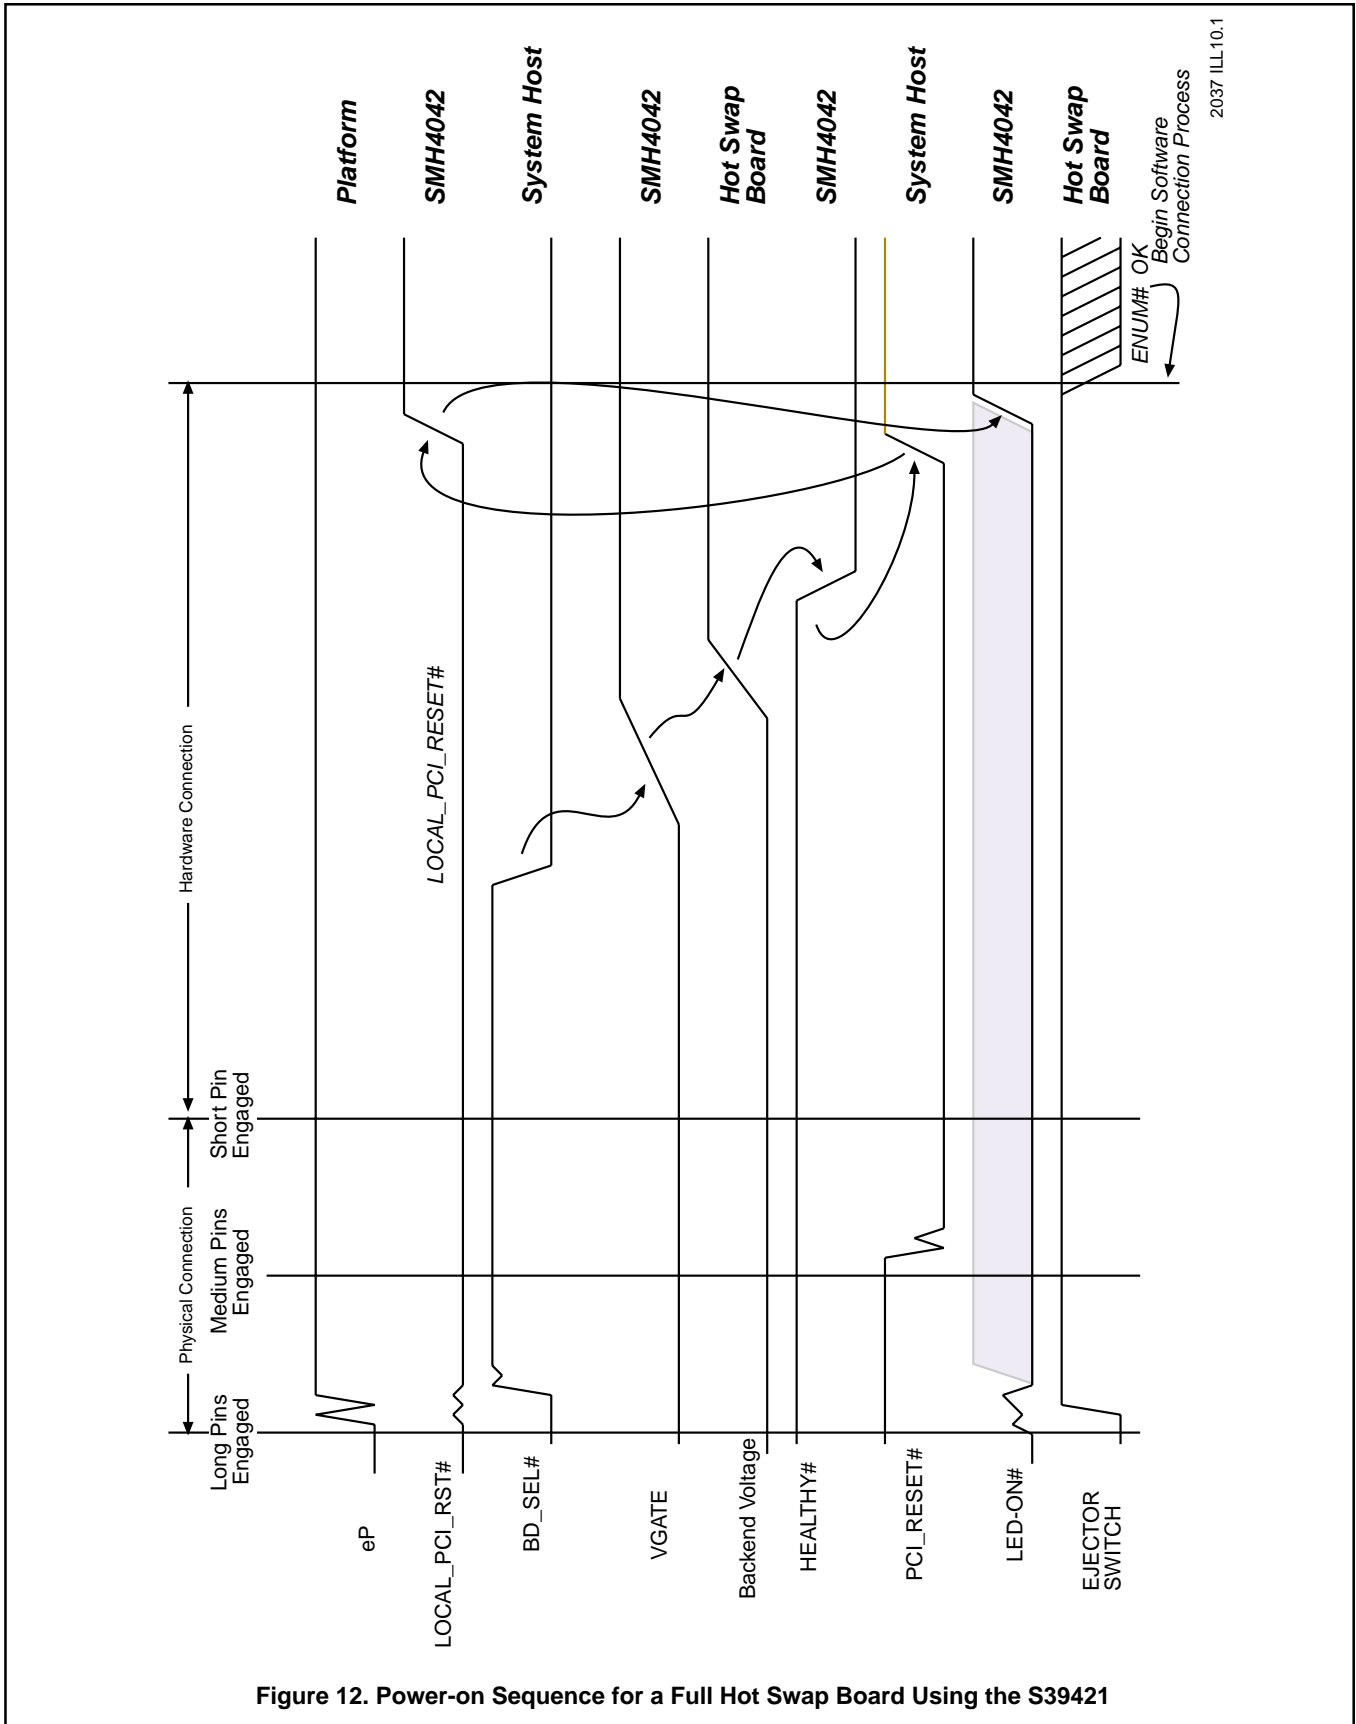 Hardware Connection
Physical Connection
Long Pins
Engaged
Medium Pins
Engaged
Short Pin
Engaged
eP
Platform
LOCAL_PCI_RST#
LOCAL_PCI_RESET#
SMH4042
BD_SEL#
System Host
VGATE
SMH4042
Backend Voltage
Hot Swap
Board
HEALTHY#
SMH4042
PCI_RESET#
System Host
LED-ON#
SMH4042
EJECTOR
SWITCH
Hot Swap
Board
ENUM# OK
Begin Software
Connection Process
2037 ILL10.1
Figure 12. Power-on Sequence for a Full Hot Swap Board Using the S39421